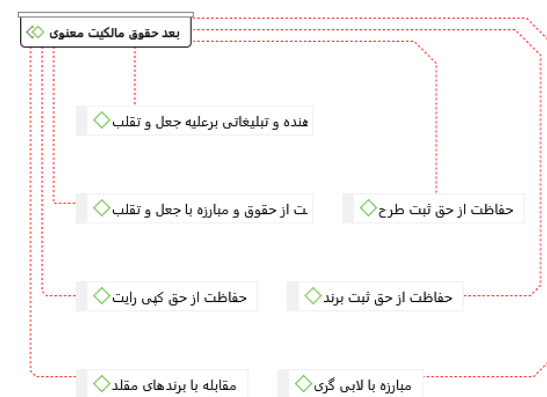 بعد حقوق مالکیت معنوی
هنده و تبلیغاتی برعلیه جعل و تقلب
حفاظت از حق ثبت طرح
ت از حقوق و مبارزه با جعل و تقلب
حفاظت از حق ثبت برند
حفاظت از حق کپی رایت
مبارزه با لابی گری
مقابله با برندهای مقلد